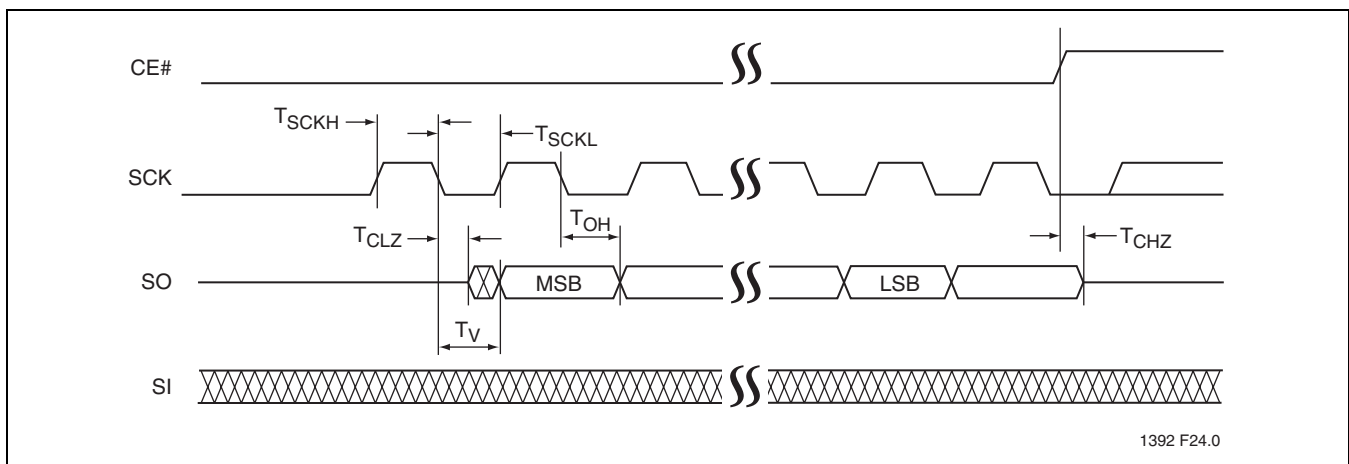 CE#
TSCKH
TSCKL
SCK
TOH
TCLZ
TCHZ
SO
MSB
LSB
TV
SI
1392 F24.0